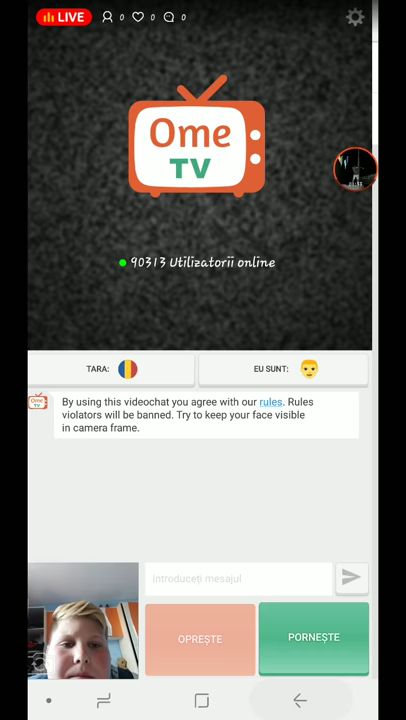 LIVE 0 0 0
Ome
TV
90313 Utilizatorii online
TARA: EU SUNT:
By using this videochat you agree with our rules. Rules
violators will be banned. Try to keep your face visible
in camera frame.
Introduceți mesajul
OPREȘTE PORNEȘTE